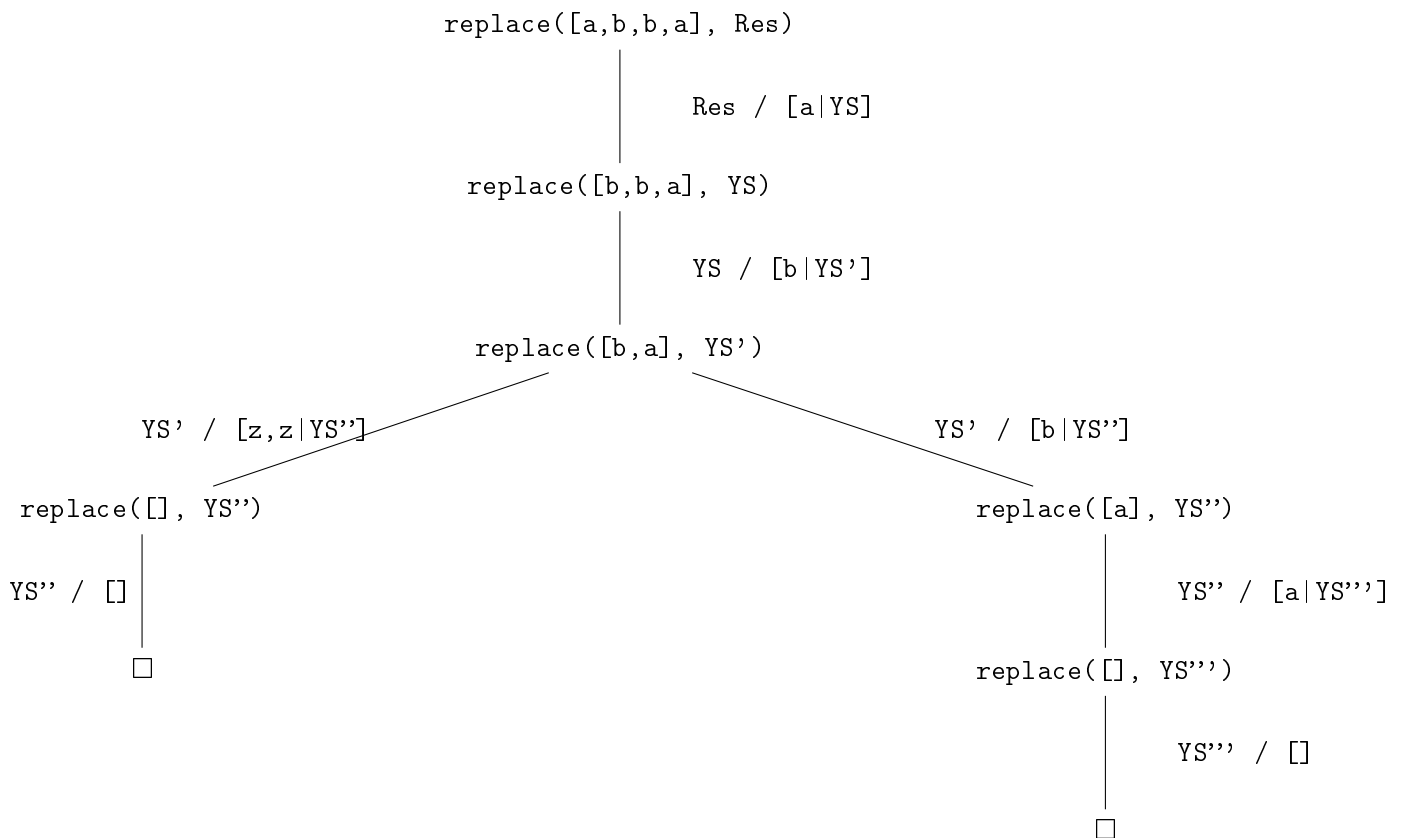 replace([a,b,b,a], Res)
Res / [a|YS]
replace([b,b,a], YS)
YS / [b|YS’]
replace([b,a], YS’)
YS’ / [z,z|YS’’]
YS’ / [b|YS’’]
replace([], YS’’)
replace([a], YS’’)
YS’’ / []
YS’’ / [a|YS’’’]
replace([], YS’’’)
YS’’’ / []